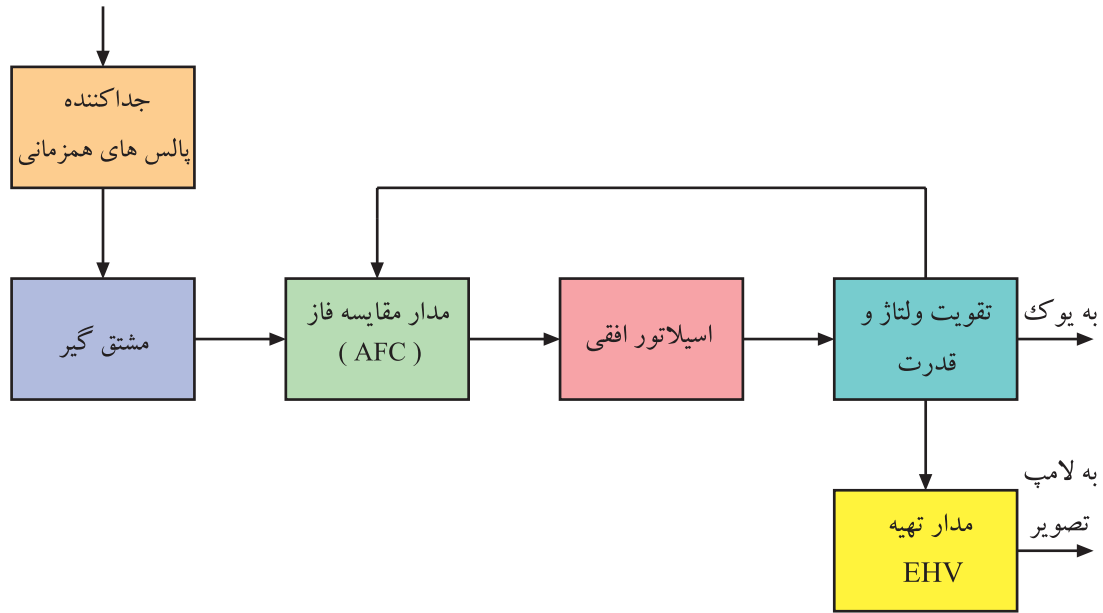 جداکننده
پالس های همزمانی
مشتق گیر
مدار مقایسه فاز
( AFC )
اسیلاتور افقی
تقویت ولتاژ و
قدرت
به یوک
به لامپ
تصویر
مدار تهیه
EHV